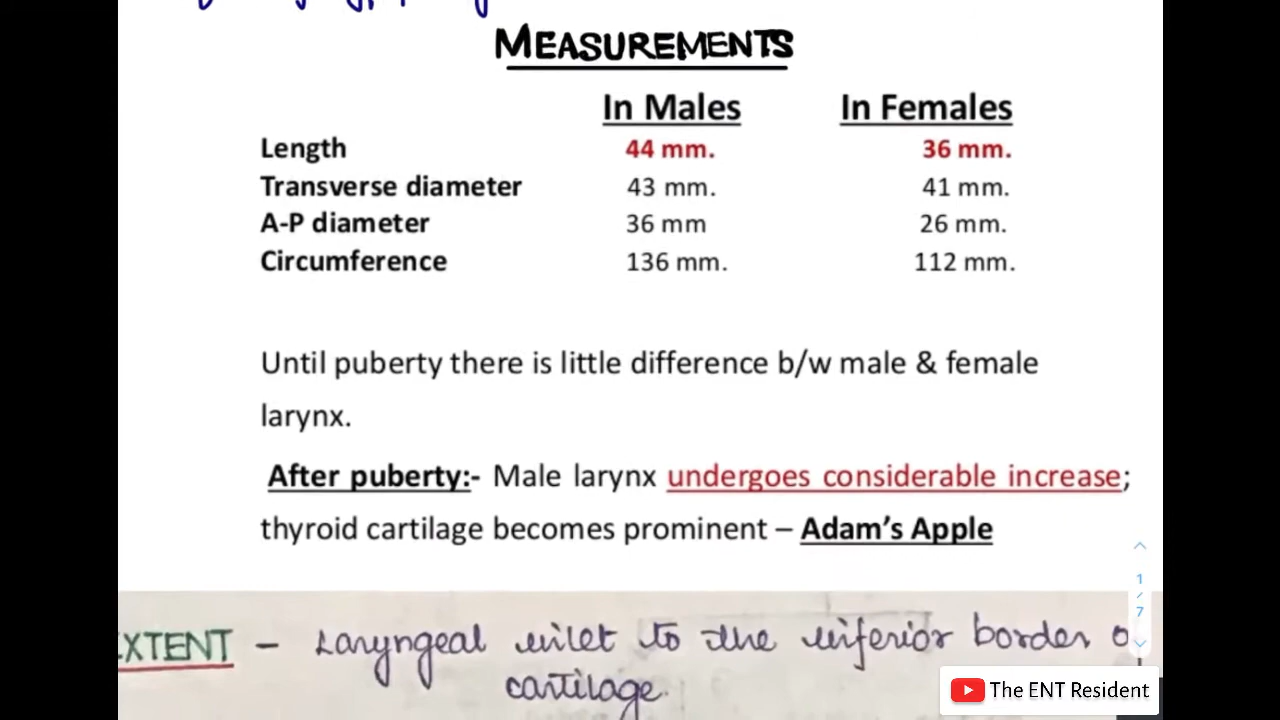 MEASUREMENTS
In Males In Females
Length 44 mm. 36 mm.
Transverse diameter 43 mm. 41 mm.
A-P diameter 36 mm 26 mm.
Circumference 136 mm. 112 mm.
Until puberty there is little difference b/w male & female
larynx.
After puberty:- Male larynx undergoes considerable increase;
thyroid cartilage becomes prominent – Adam's Apple
1
/
7
EXTENT – Laryngeal inlet to the inferior border
cartilage.
The ENT Resident